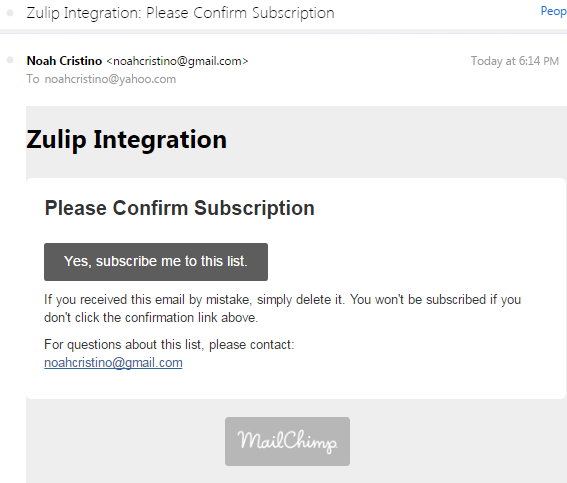 Zulip Integration: Please Confirm Subscription
Peop
Noah Cristino <noahcristino@gmail.com>
Today at 6:14 PM
To noahcristino@yahoo.com
Zulip Integration
Please Confirm Subscription
Yes, subscribe me to this list.
If you received this email by mistake, simply delete it. You won't be subscribed if you
don't click the confirmation link above.
For questions about this list, please contact:
noahcristino@gmail.com
MailChimp